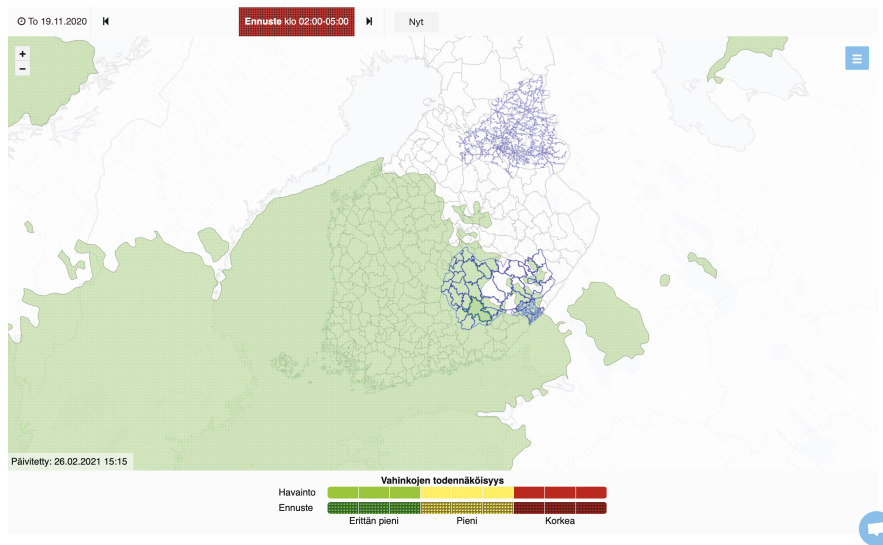 To 19.11.2020
Ennuste klo 02:00-05:00
Nyt
+
−
Päivitetty: 26.02.2021 15:15
Vahinkojen todennäköisyys
Havainto
Ennuste
Erittän pieni Pieni Korkea